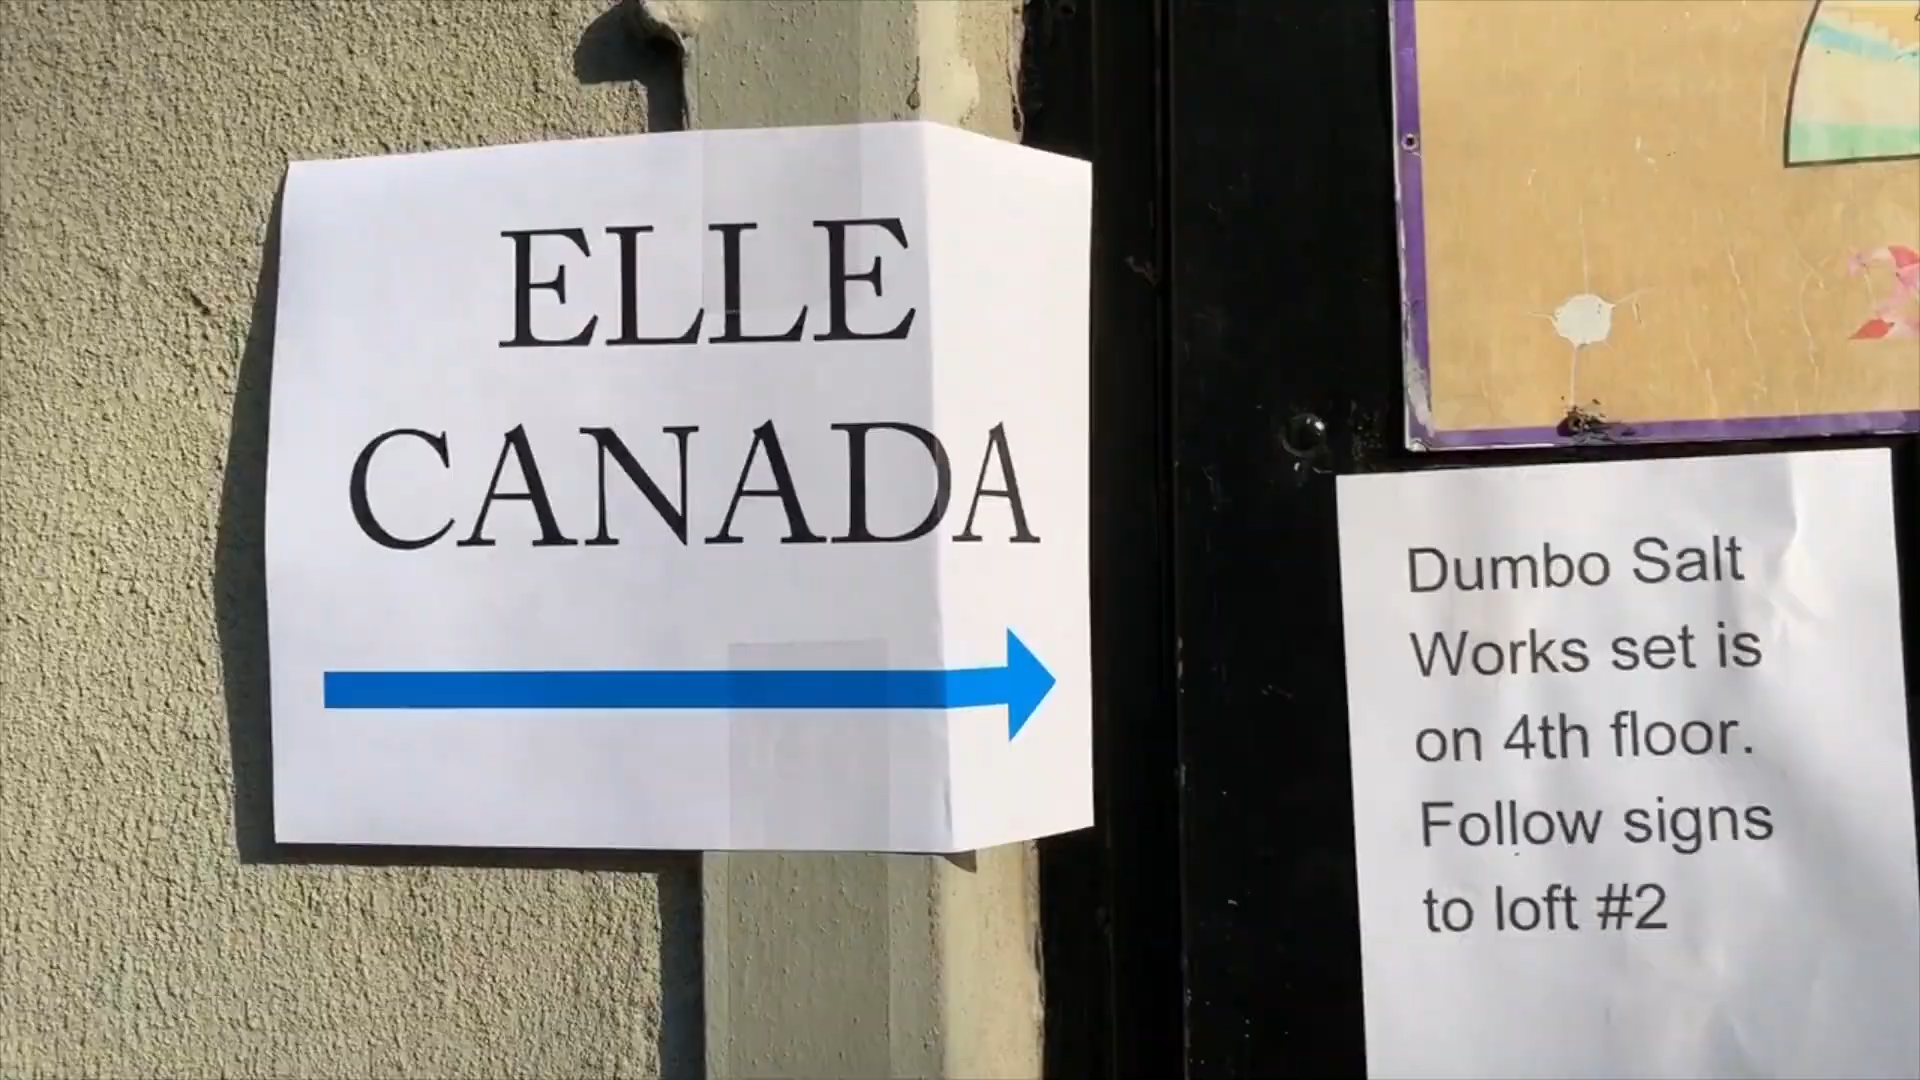 ELLE
CANADA
Dumbo Salt
Works set is
on 4th floor.
Follow signs
to loft #2